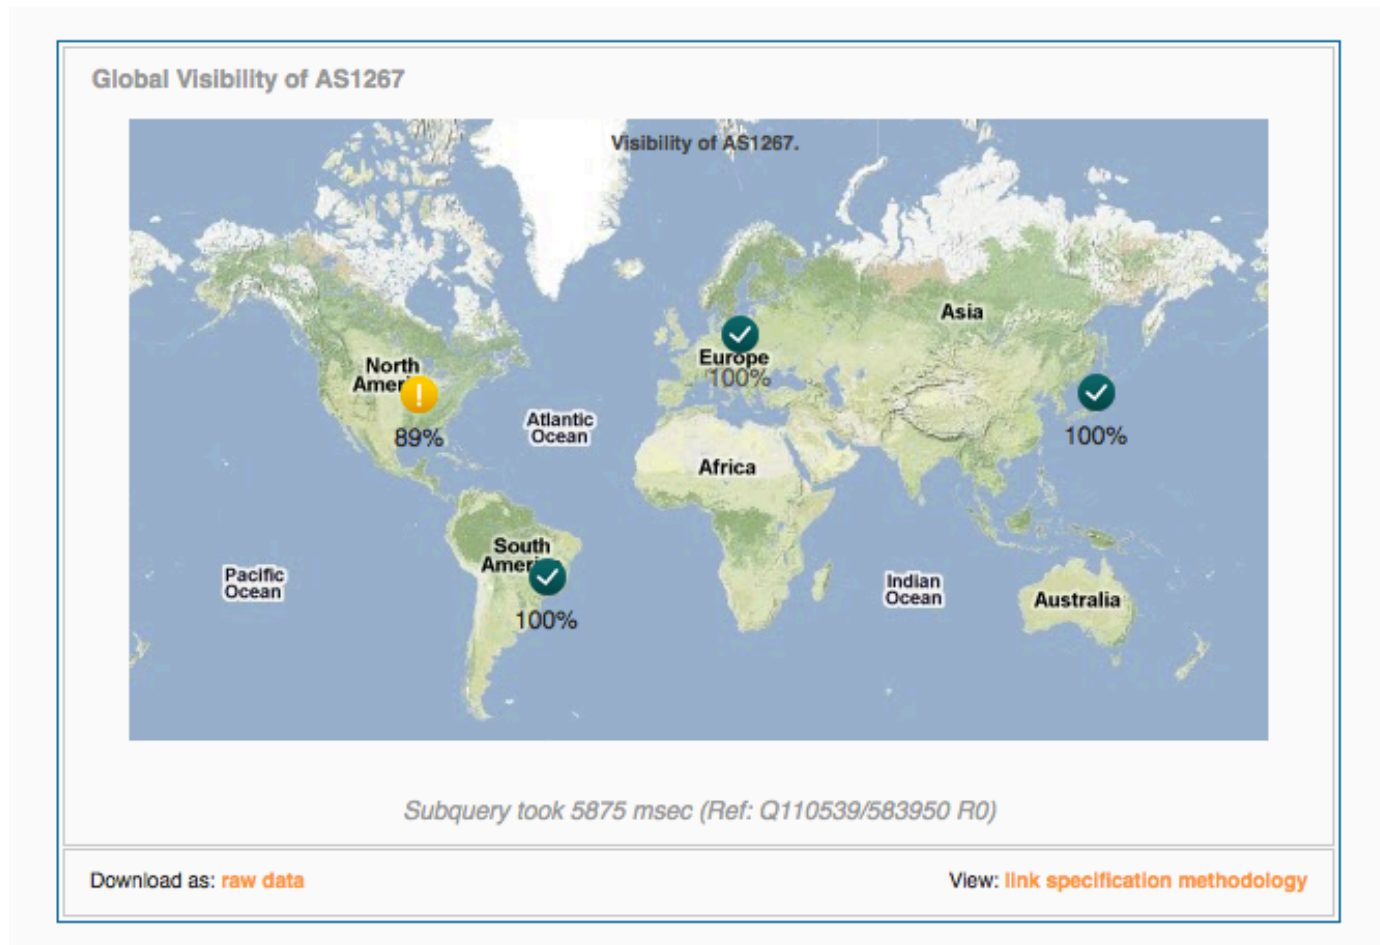 Global Visibility of AS1267
Visibility of AS1267.
Asia
North
Ameri
89%
Europe
100%
100%
Atlantic
Ocean
Africa
South
Amer
100%
Pacific
Ocean
Indian
Ocean
Australia
Subquery took 5875 msec (Ref: Q110539/583950 R0)
Download as: raw data
View: link specification methodology